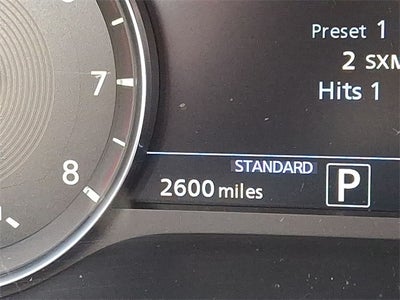 Preset 1
2 SXM
Hits 1
7
8
STANDARD
2600 miles
P